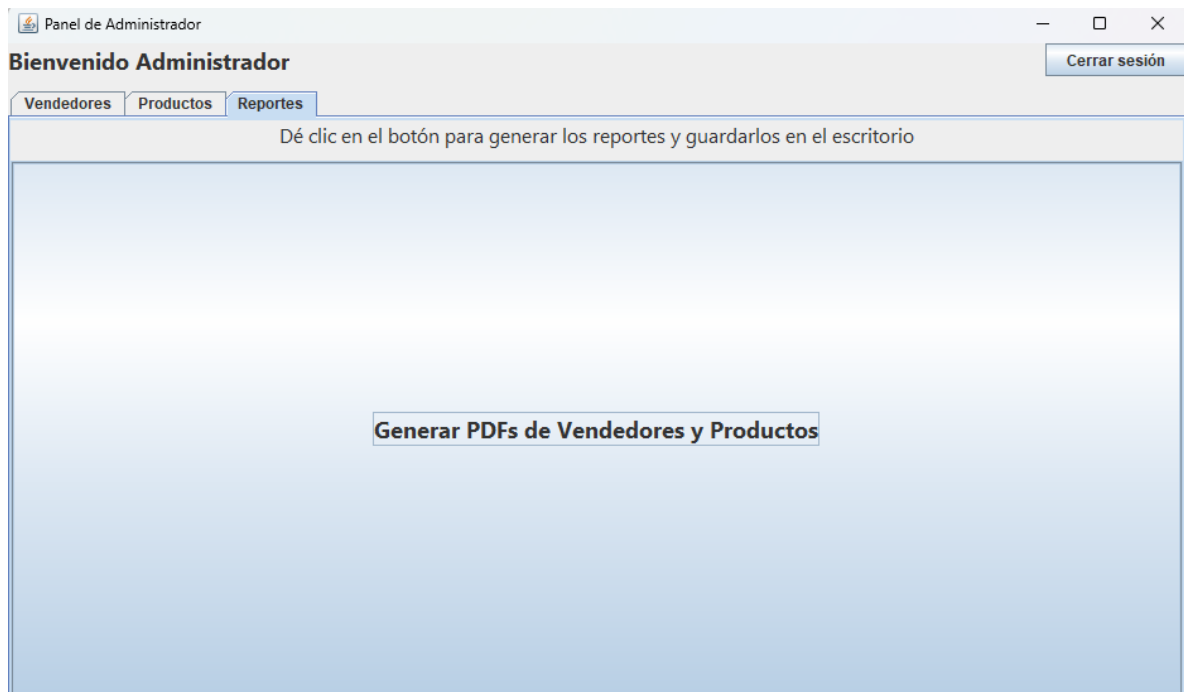 Panel de Administrador
Bienvenido Administrador
Cerrar sesión
Vendedores Productos Reportes
Dé clic en el botón para generar los reportes y guardarlos en el escritorio
Generar PDFs de Vendedores y Productos